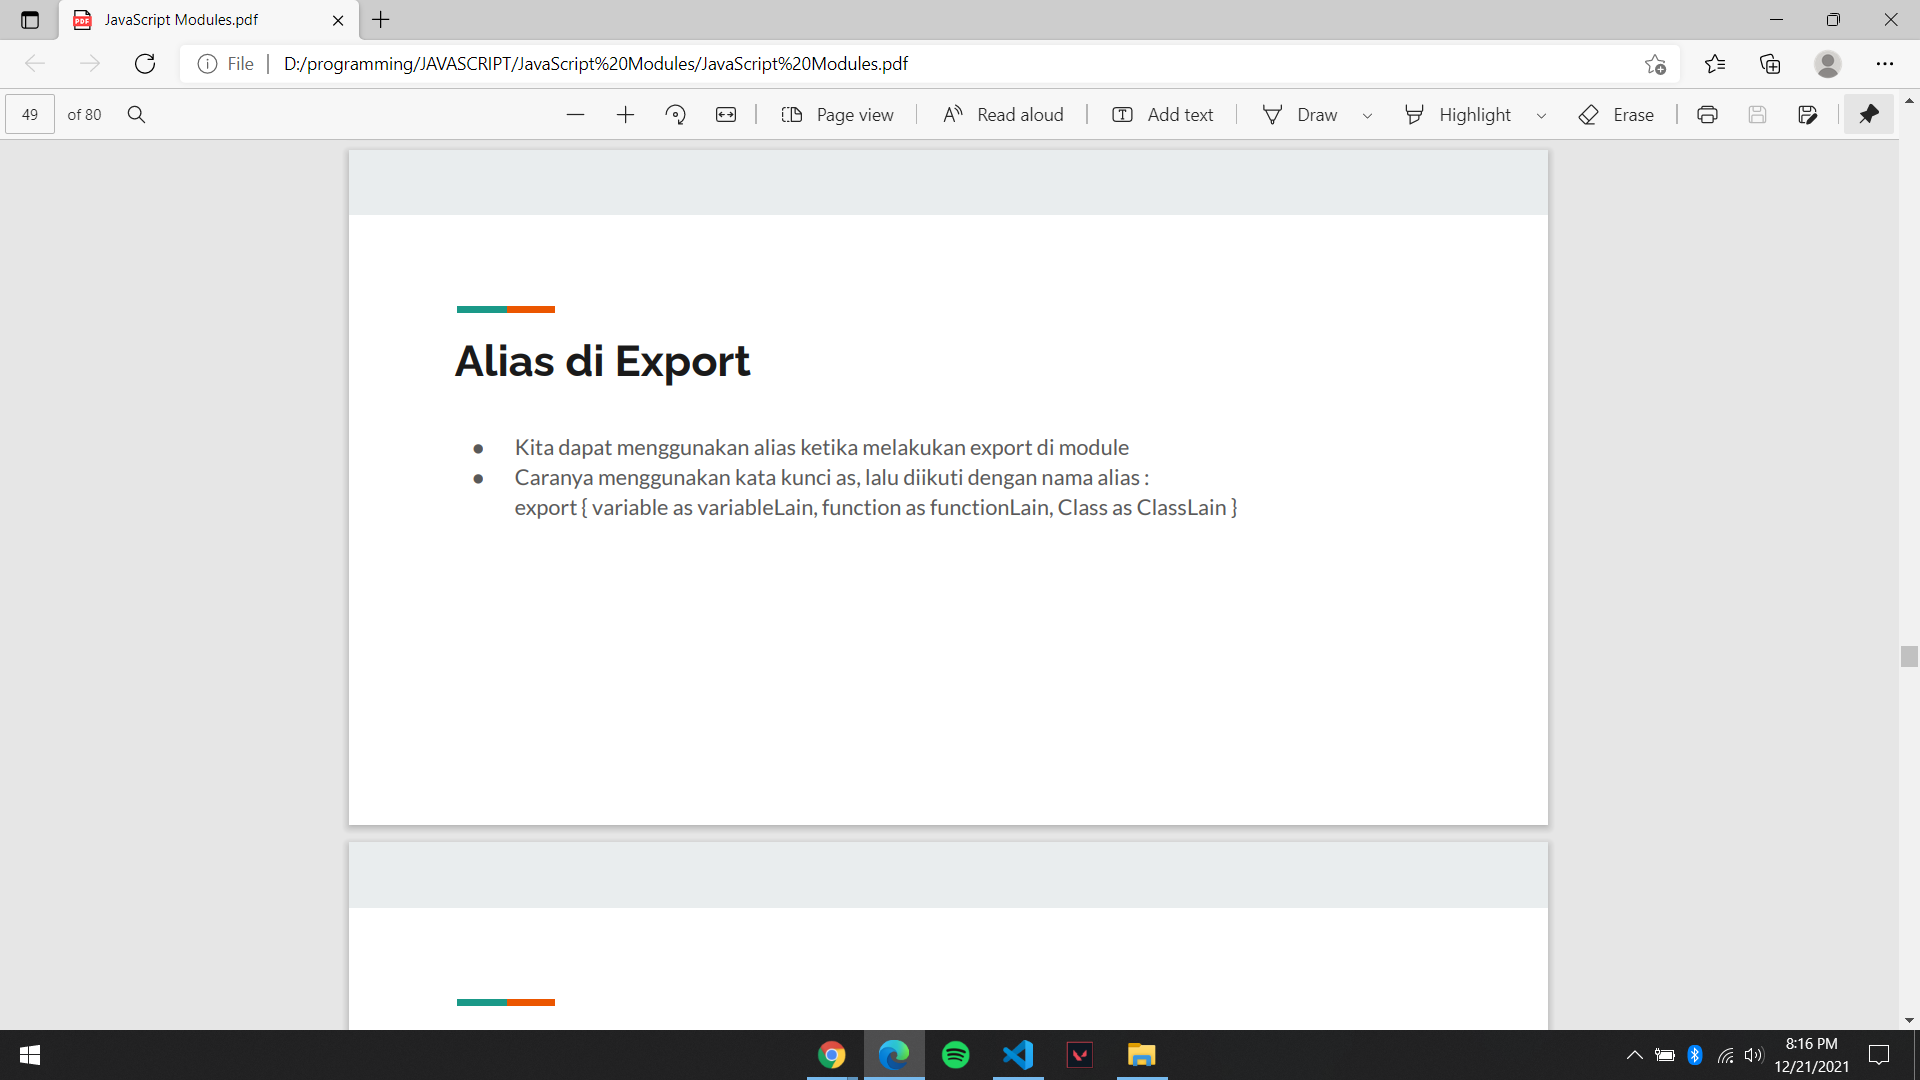 JavaScript Modules.pdf
File
D:/programming/JAVASCRIPT/JavaScript%20Modules/JavaScript%20Modules.pdf
49 of 80 Page view Read aloud Add text Draw Highlight Erase
Alias di Export
● Kita dapat menggunakan alias ketika melakukan export di module
● Caranya menggunakan kata kunci as, lalu diikuti dengan nama alias :
export { variable as variableLain, function as functionLain, Class as ClassLain }
8:16 PM
12/21/2021